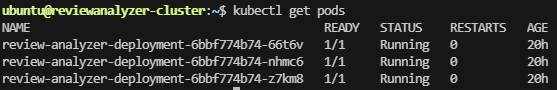 ubuntu@reviewanalyzer-cluster:~$ kubectl get pods
NAME READY STATUS RESTARTS AGE
review-analyzer-deployment-6bbf774b74-66t6v 1/1 Running 0 20h
review-analyzer-deployment-6bbf774b74-nhmc6 1/1 Running 0 20h
review-analyzer-deployment-6bbf774b74-z7km8 1/1 Running 0 20h